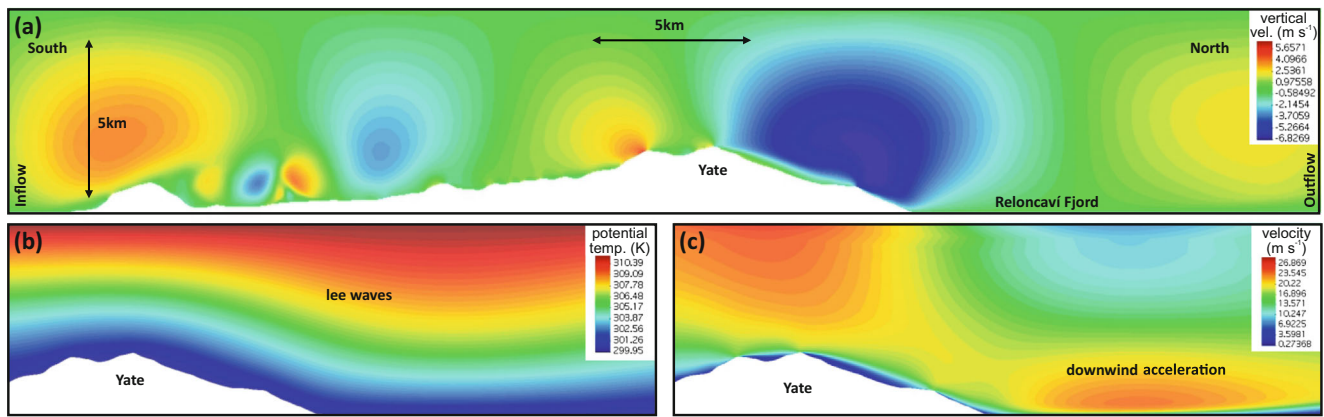 (a)
South
5km
5km
North
vertical
vel. (m s⁻¹)
5.6571
4.0966
2.5361
0.97558
-0.58492
-2.1454
-3.7059
-5.2664
-6.8269
Inflow
Yate
Reloncaví Fjord
Outflow
(b)
lee waves
Yate
potential
temp. (K)
310.39
309.09
307.78
306.48
305.17
303.87
302.56
301.26
299.95
(c)
Yate
downwind acceleration
velocity
(m s⁻¹)
26.869
23.545
20.22
16.896
13.571
10.247
6.9225
3.5981
0.27368